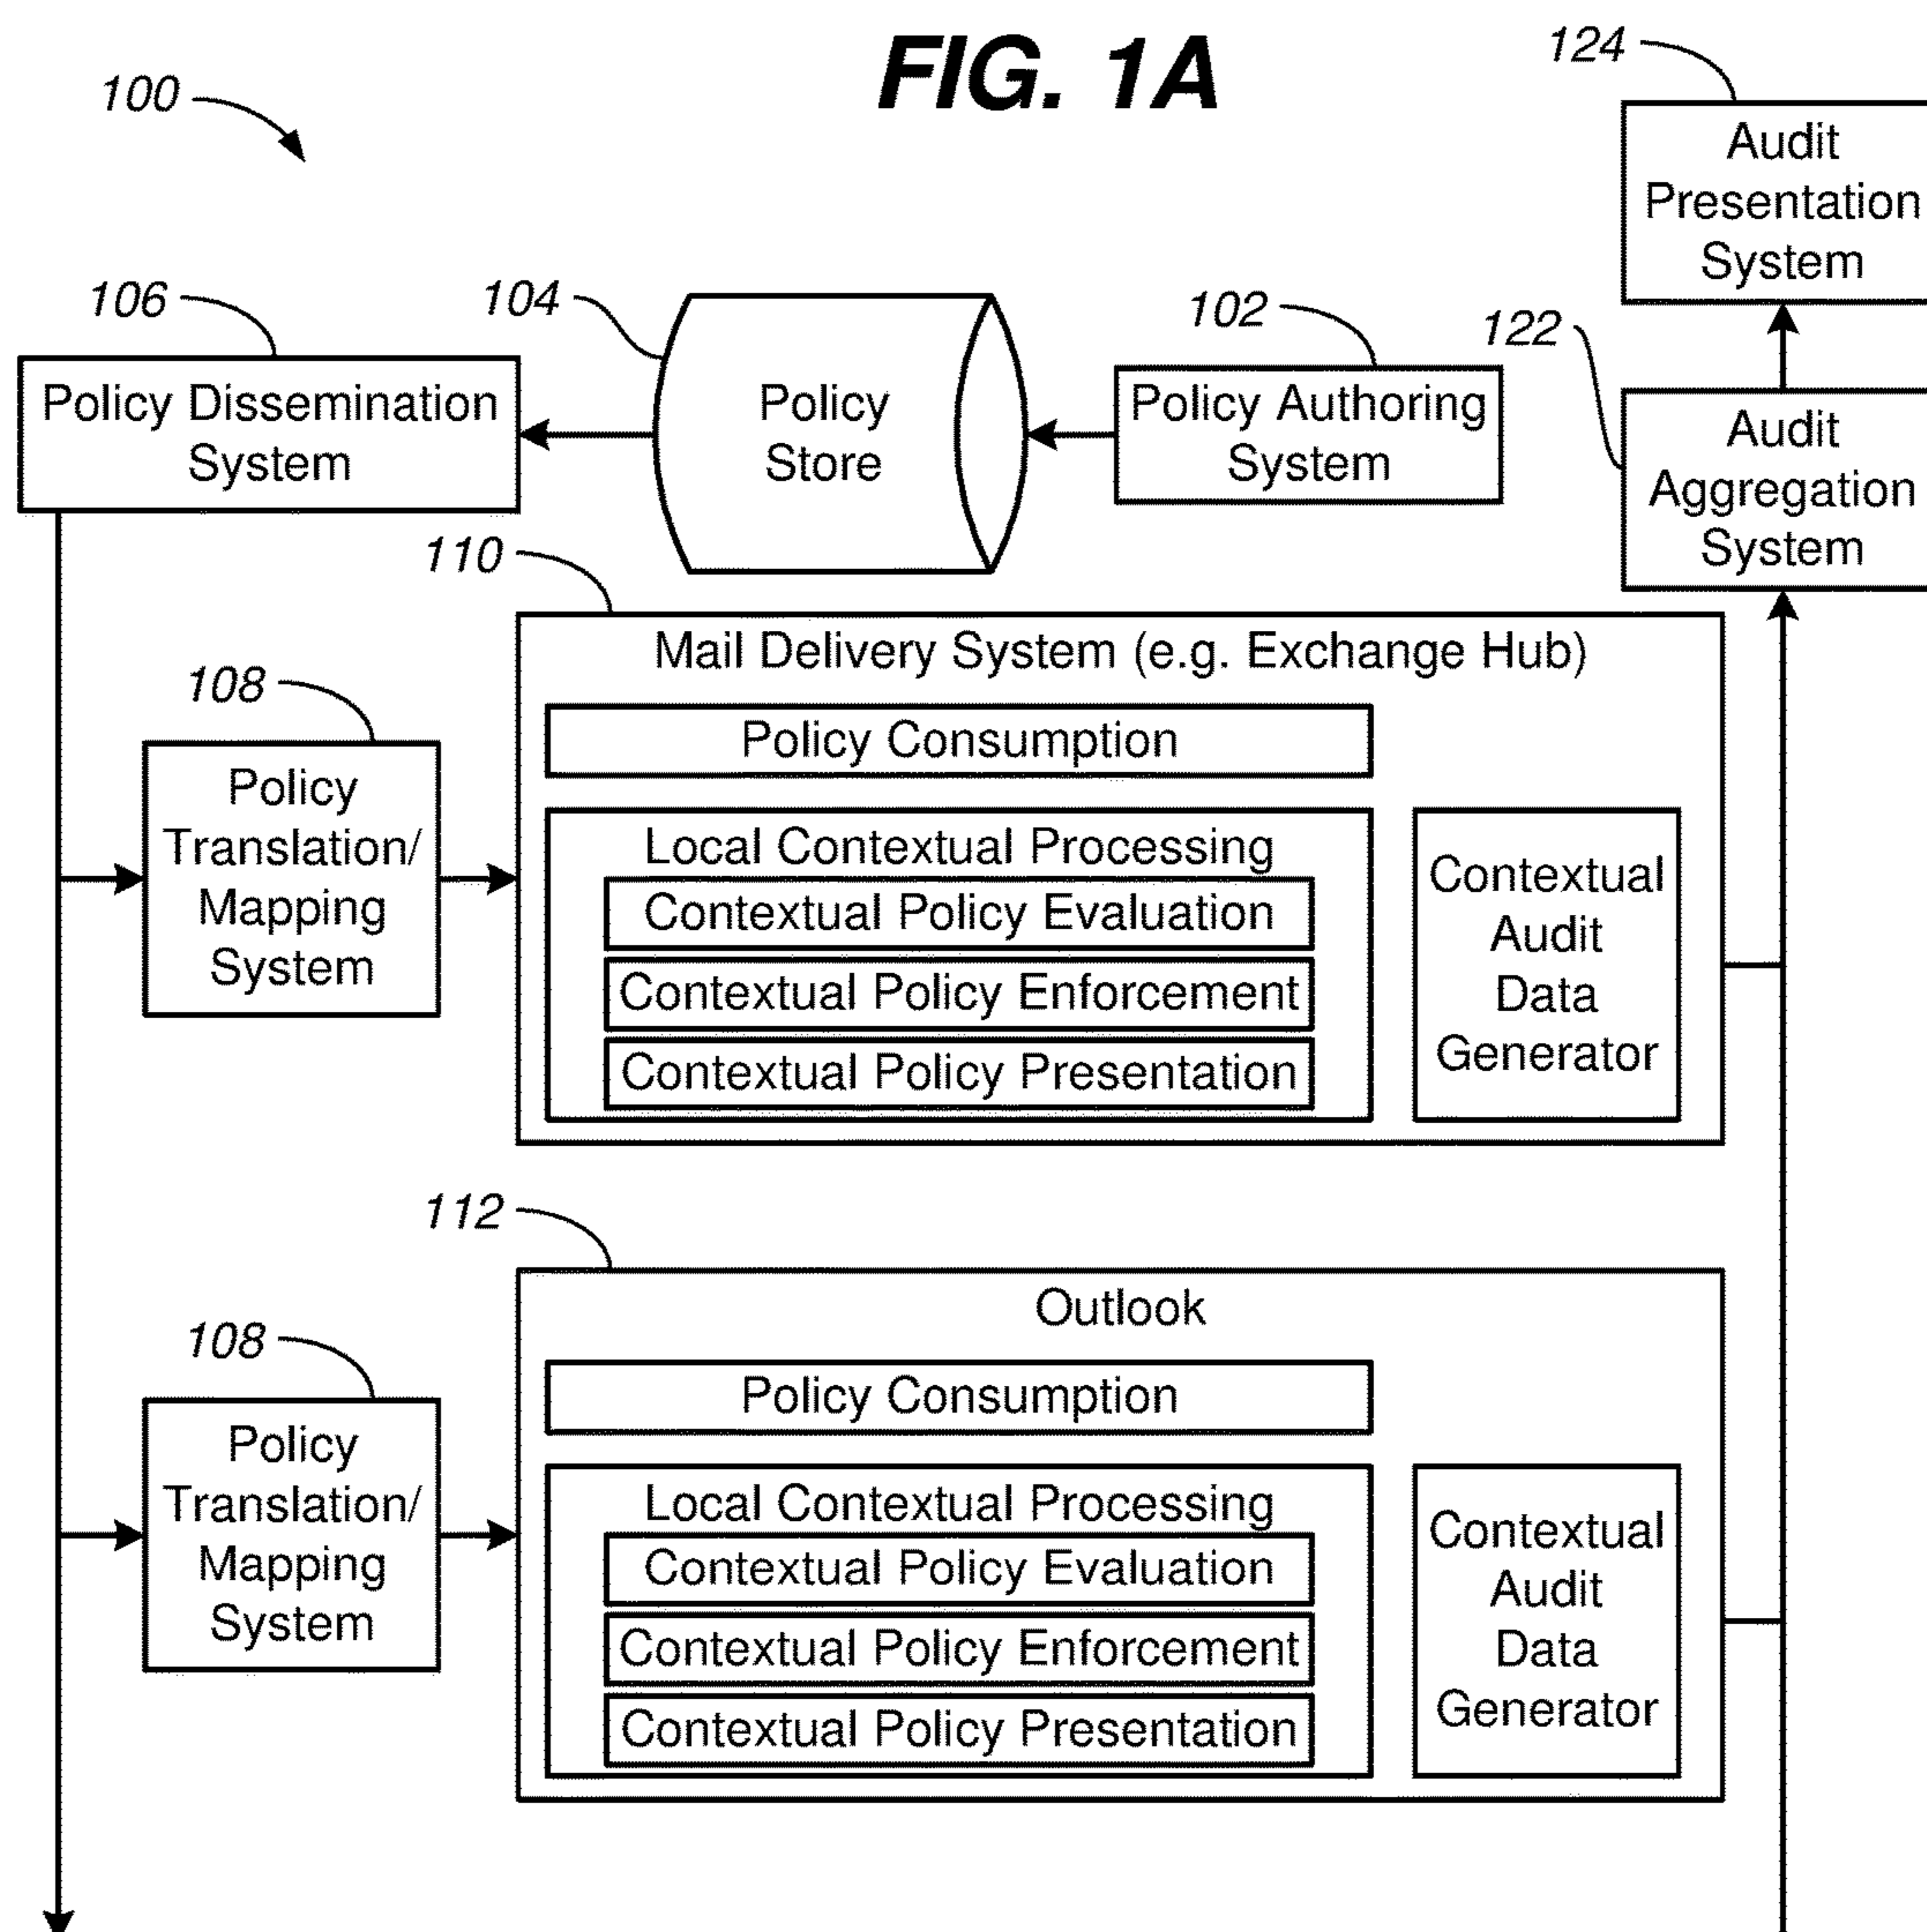 FIG. 1A
100
124
Audit
Presentation
System
106
104
102
122
Policy Dissemination
System
Policy
Store
Policy Authoring
System
Audit
Aggregation
System
110
Mail Delivery System (e.g. Exchange Hub)
Policy Consumption
108
Policy
Translation/
Mapping
System
Local Contextual Processing
Contextual Policy Evaluation
Contextual Policy Enforcement
Contextual Policy Presentation
Contextual
Audit
Data
Generator
112
Outlook
Policy Consumption
108
Policy
Translation/
Mapping
System
Local Contextual Processing
Contextual Policy Evaluation
Contextual Policy Enforcement
Contextual Policy Presentation
Contextual
Audit
Data
Generator